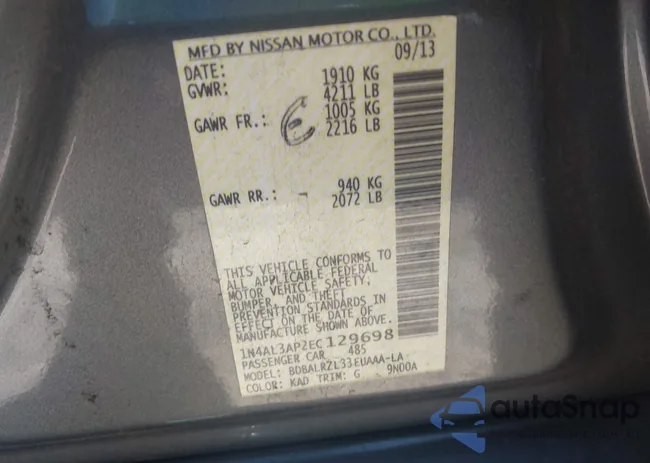 MFD BY NISSAN MOTOR CO., LTD.
DATE: 09/13
GVWR: 1910 KG
4211 LB
GAWR FR.: 1005 KG
2216 LB
GAWR RR.: 940 KG
2072 LB
THIS VEHICLE CONFORMS TO
ALL APPLICABLE FEDERAL
MOTOR VEHICLE SAFETY,
BUMPER, AND THEFT
PREVENTION STANDARDS IN
EFFECT ON THE DATE OF
MANUFACTURE SHOWN ABOVE.
1N4AL3AP2EC129698
PASSENGER CAR 485
MODEL: BDBALRZL33EUAAA-LA
COLOR: KAD TRIM: G 9N00A
autoSnap